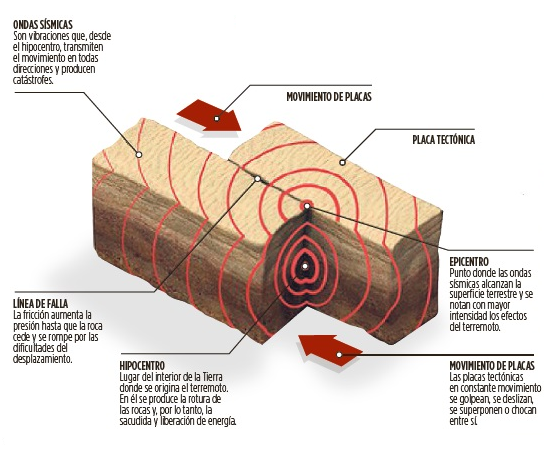 ONDAS SÍSMICAS
Son vibraciones que, desde
el hipocentro, transmiten
el movimiento en todas
direcciones y producen
catástrofes.
MOVIMIENTO DE PLACAS
PLACA TECTÓNICA
EPICENTRO
Punto donde las ondas
sísmicas alcanzan la
superficie terrestre y se
notan con mayor
intensidad los efectos
del terremoto.
LÍNEA DE FALLA
La fricción aumenta la
presión hasta que la roca
cede y se rompe por las
dificultades del
desplazamiento.
HIPOCENTRO
Lugar del interior de la Tierra
donde se origina el terremoto.
En él se produce la rotura de
las rocas y, por lo tanto, la
sacudida y liberación de energía.
MOVIMIENTO DE PLACAS
Las placas tectónicas
en constante movimiento
se golpean, se deslizan,
se superponen o chocan
entre sí.